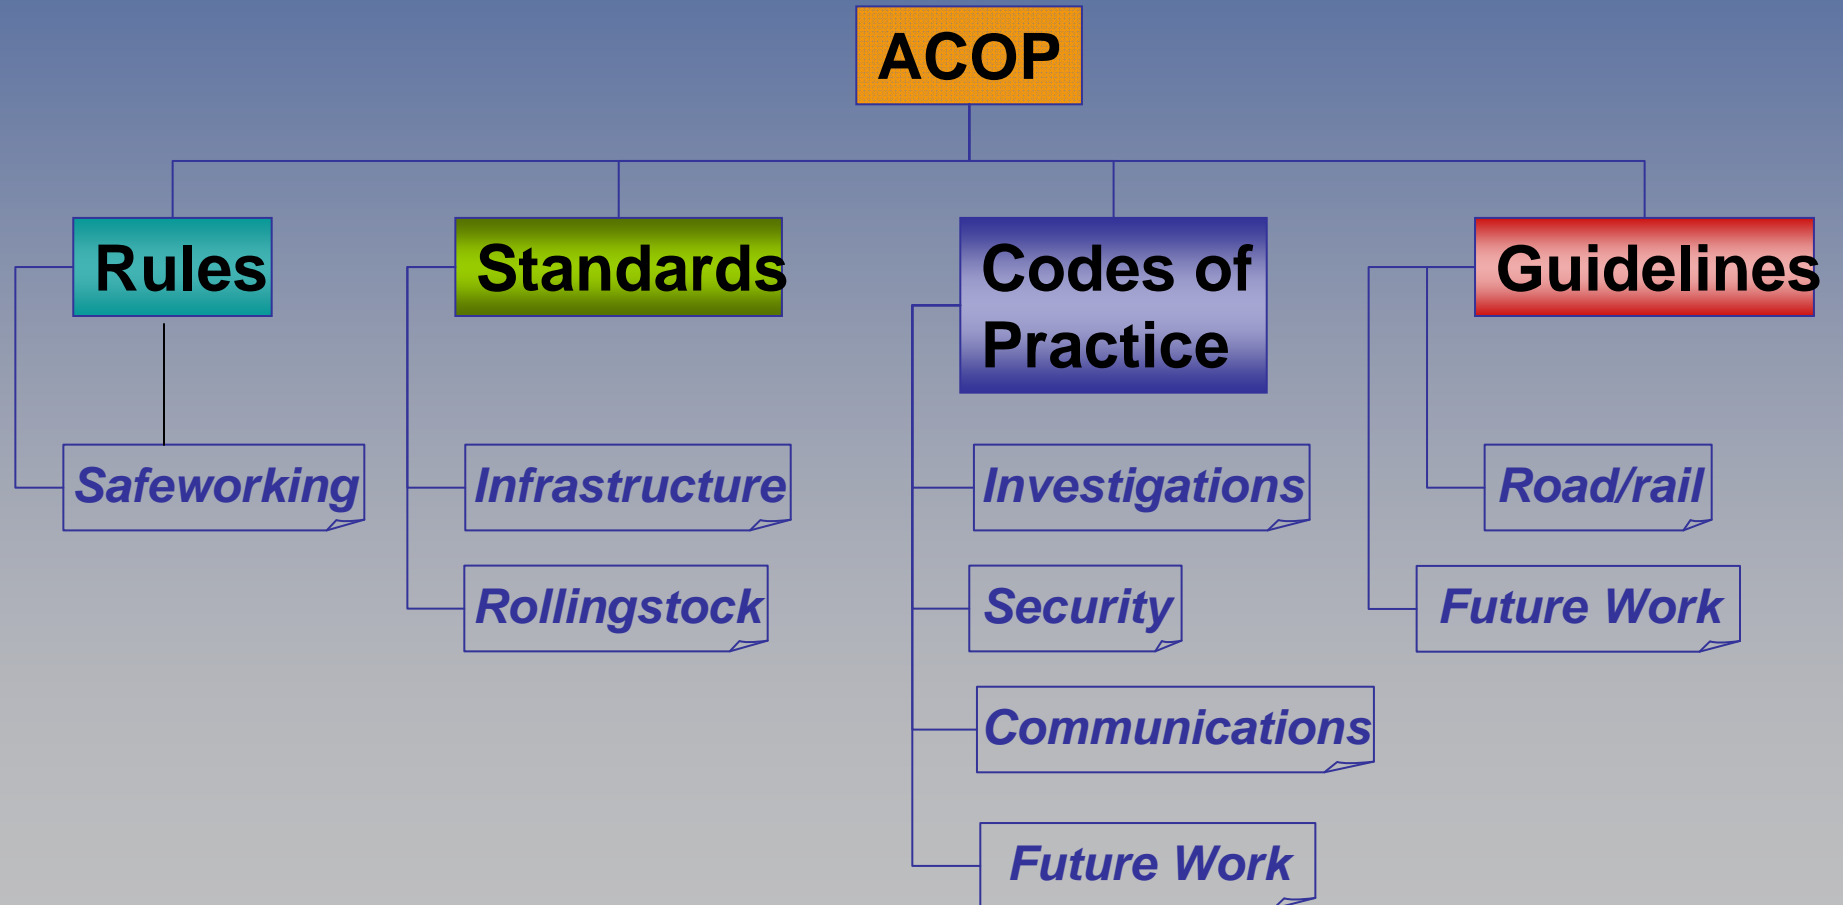 ACOP
Rules
Standards
Codes of
Practice
Guidelines
Safeworking
Infrastructure
Investigations
Road/rail
Rollingstock
Security
Future Work
Communications
Future Work